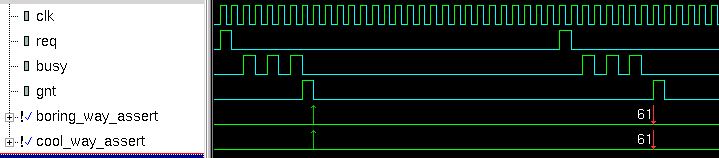 clk
req
busy
gnt
boring_way_assert 61
cool_way_assert 61